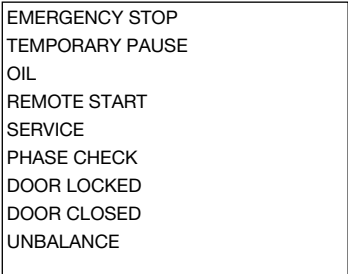 EMERGENCY STOP
TEMPORARY PAUSE
OIL
REMOTE START
SERVICE
PHASE CHECK
DOOR LOCKED
DOOR CLOSED
UNBALANCE